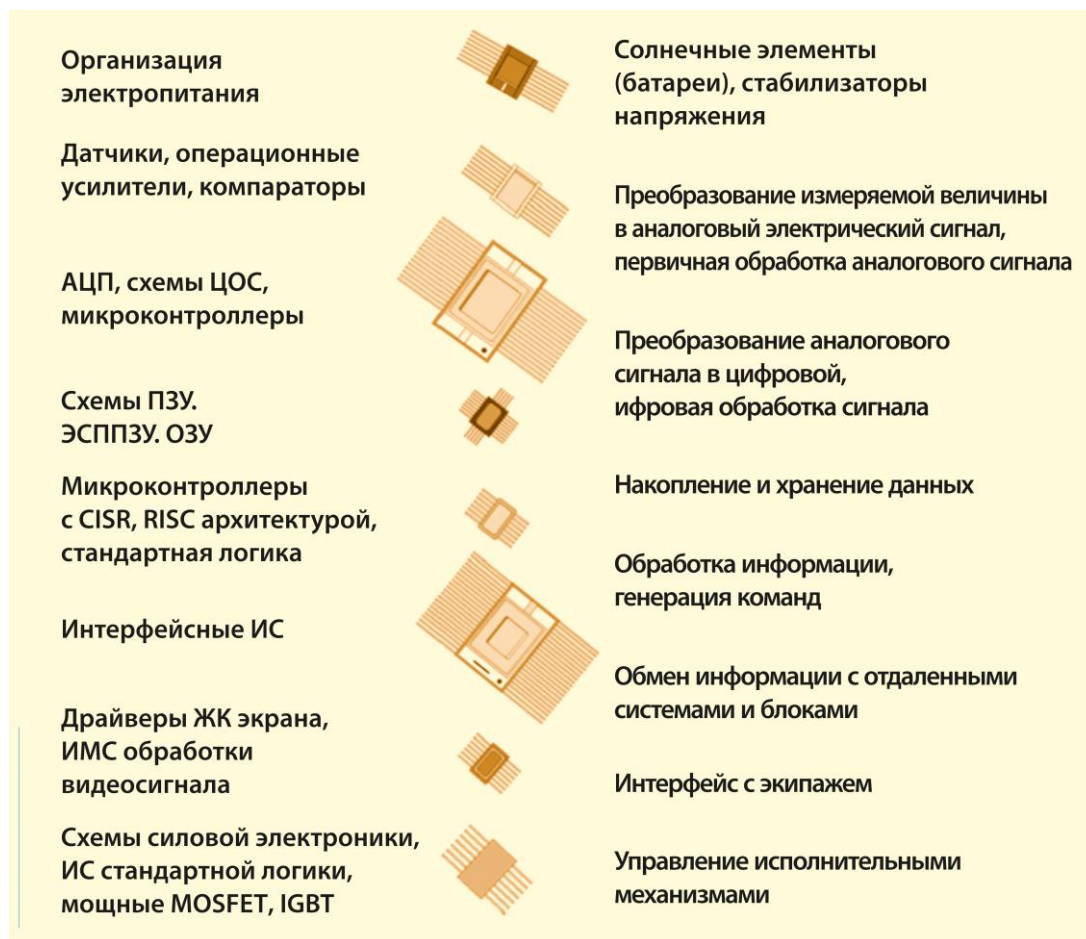 Организация
электропитания
Солнечные элементы
(батареи), стабилизаторы
напряжения
Датчики, операционные
усилители, компараторы
Преобразование измеряемой величины
в аналоговый электрический сигнал,
первичная обработка аналогового сигнала
АЦП, схемы ЦОС,
микроконтроллеры
Преобразование аналогового
сигнала в цифровой,
ифровая обработка сигнала
Схемы ПЗУ.
ЭСППЗУ. ОЗУ
Накопление и хранение данных
Микроконтроллеры
с CISR, RISC архитектурой,
стандартная логика
Обработка информации,
генерация команд
Интерфейсные ИС
Обмен информации с отдаленными
системами и блоками
Драйверы ЖК экрана,
ИМС обработки
видеосигнала
Интерфейс с экипажем
Схемы силовой электроники,
ИС стандартной логики,
мощные MOSFET, IGBT
Управление исполнительными
механизмами